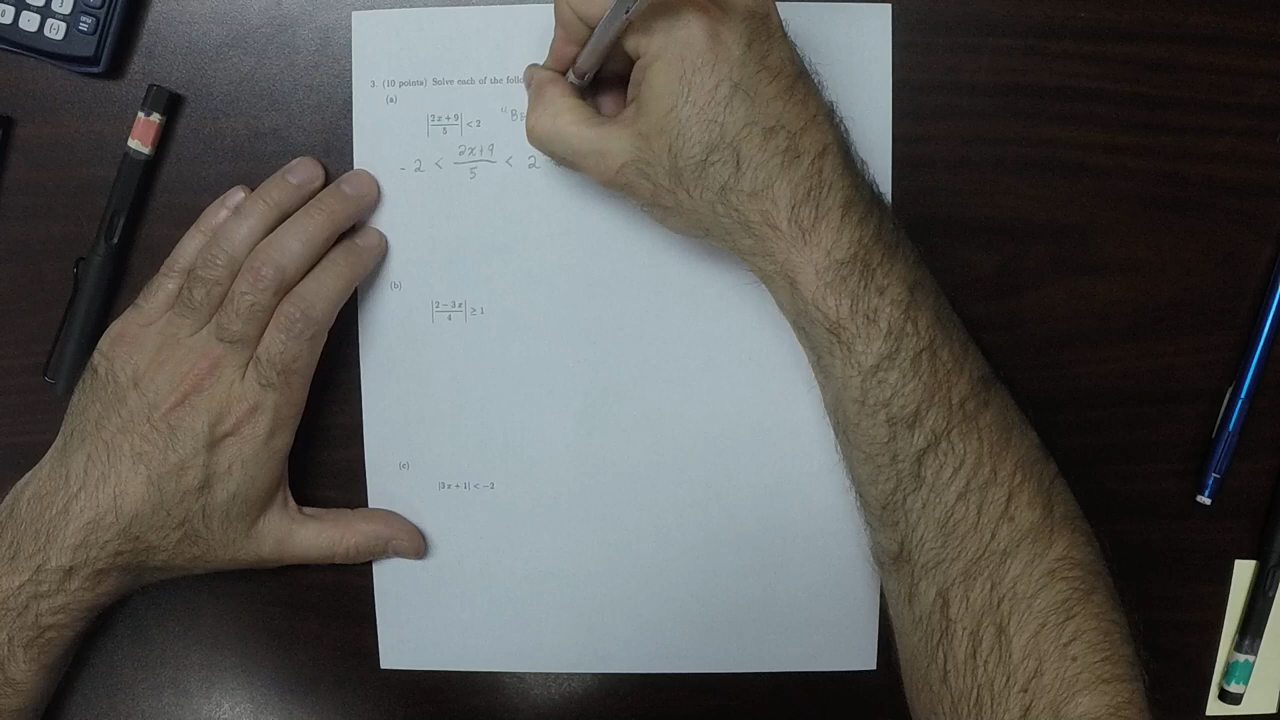 3. (10 points) Solve each of the
(a)
|2x + 9 / 5| < 2 "BE
- 2 < 2x+9 / 5 < 2
(b)
|2 − 3x / 4| ≥ 1
(c)
|3x + 1| < −2